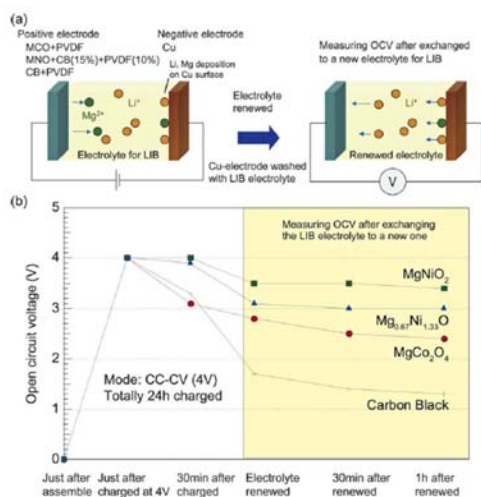 (a)
Positive electrode
MCO+PVDF
MNO+CB(15%)+PVDF(10%)
CB+PVDF
Negative electrode
Cu
Li, Mg deposition
on Cu surface
Mg2+
Li+
Electrolyte for LIB
Electrolyte
renewed
Cu-electrode washed
with LIB electrolyte
Measuring OCV after exchanged
to a new electrolyte for LIB
Li+
Renewed electrolyte
V
(b)
Open circuit voltage (V)
5
4
3
2
1
0
Measuring OCV after exchanging
the LIB electrolyte to a new one
MgNiO2
Mg0.67Ni1.33O
MgCo2O4
Carbon Black
Mode: CC-CV (4V)
Totally 24h charged
Just after
assemble
Just after
charged at 4V
30min after
charged
Electrolyte
renewed
30min after
renewed
1h after
renewed